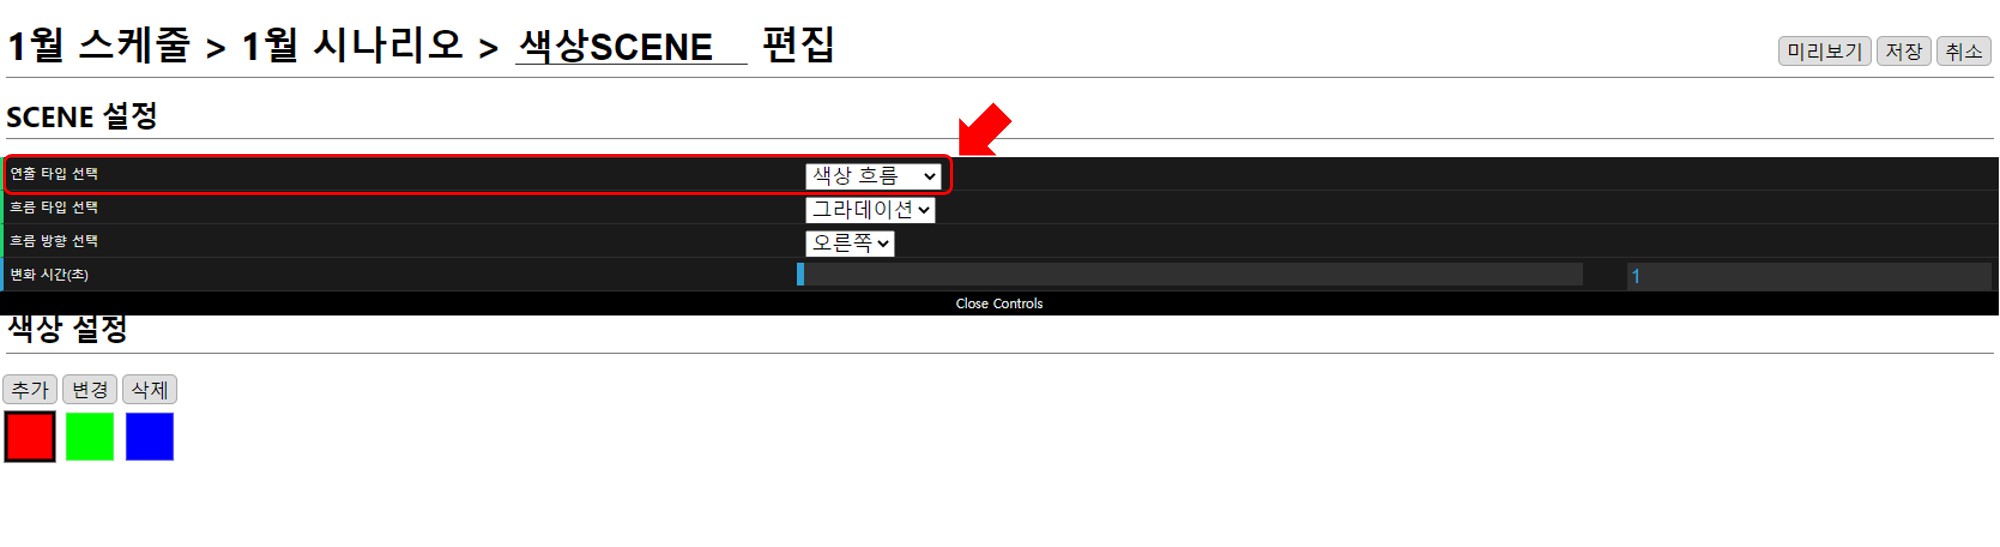 1월 스케줄 > 1월 시나리오 > 색상SCENE 편집
미리보기 저장 취소
SCENE 설정
연출 타입 선택 색상 흐름
흐름 타입 선택 그라데이션
흐름 방향 선택 오른쪽
변화 시간(초) 1
Close Controls
색상 설정
추가 변경 삭제